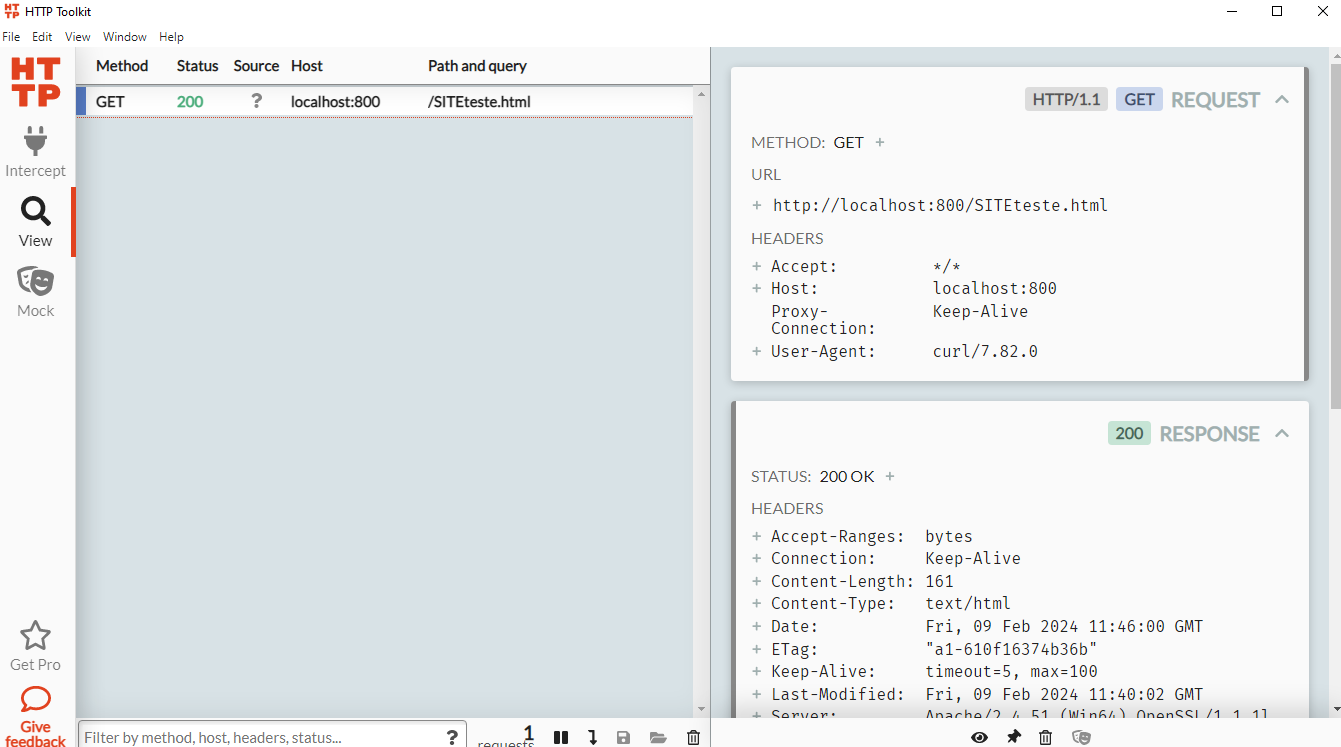 HTTP Toolkit
File Edit View Window Help
HT
TP
Intercept
View
Mock
Get Pro
Give
feedback
Method Status Source Host Path and query
GET 200 ? localhost:800 /SITEteste.html
Filter by method, host, headers, status... ?
1
requests
HTTP/1.1 GET REQUEST
METHOD: GET +
URL
+ http://localhost:800/SITEteste.html
HEADERS
+ Accept: */*
+ Host: localhost:800
Proxy- Keep-Alive
Connection:
+ User-Agent: curl/7.82.0
200 RESPONSE
STATUS: 200 OK +
HEADERS
+ Accept-Ranges: bytes
+ Connection: Keep-Alive
+ Content-Length: 161
+ Content-Type: text/html
+ Date: Fri, 09 Feb 2024 11:46:00 GMT
+ ETag: "a1-610f16374b36b"
+ Keep-Alive: timeout=5, max=100
+ Last-Modified: Fri, 09 Feb 2024 11:40:02 GMT
+ Server: Apache/2.4.51 (Win64) OpenSSL/1.1.1l